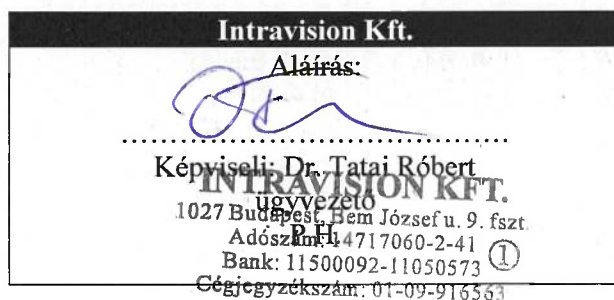 Intravision Kft.
Aláírás:
Képviseli: Dr. Tatai Róbert
INTRAVISION KFT.
ügyvezető
1027 Budapest, Bem József u. 9. fszt.
P.H.
Adószám: 14717060-2-41
①
Bank: 11500092-11050573
Cégjegyzékszám: 01-09-916563